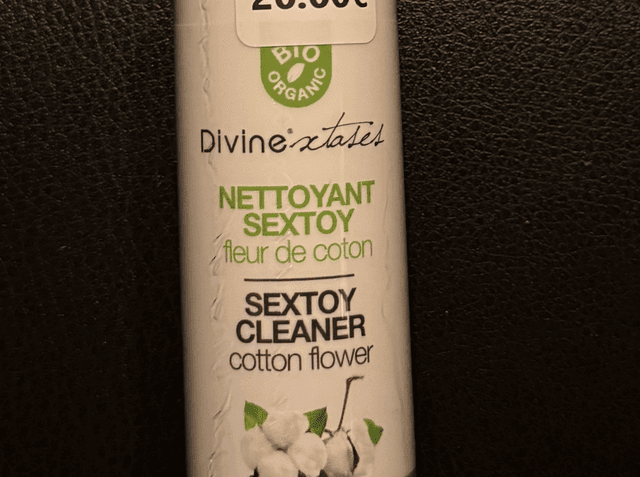 BIO
ORGANIC
Divine® xtases
NETTOYANT
SEXTOY
fleur de coton
SEXTOY
CLEANER
cotton flower